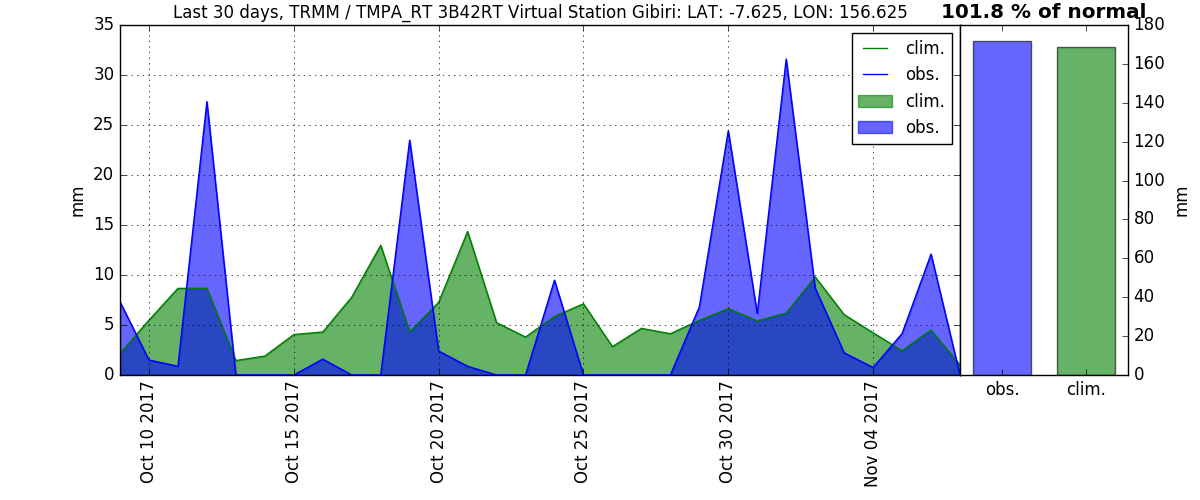 Last 30 days, TRMM / TMPA_RT 3B42RT Virtual Station Gibiri: LAT: -7.625, LON: 156.625
101.8 % of normal
35
30
25
20
15
10
5
0
mm
clim.
obs.
clim.
obs.
180
160
140
120
100
80
60
40
20
0
mm
Oct 10 2017
Oct 15 2017
Oct 20 2017
Oct 25 2017
Oct 30 2017
Nov 04 2017
obs.
clim.